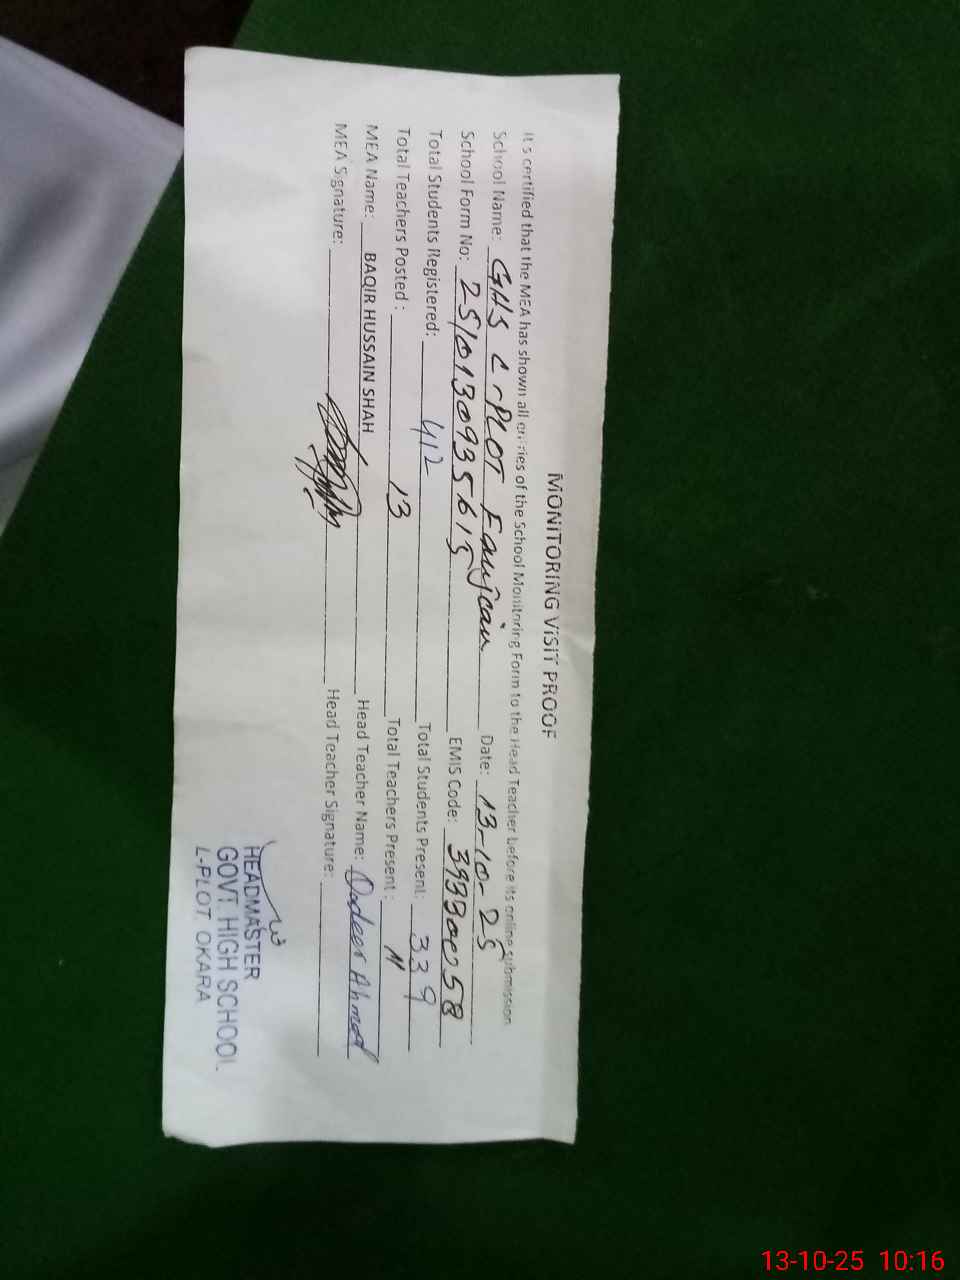 MONITORING VISIT PROOF
It's certified that the MEA has shown all entries of the School Monitoring Form to the Head Teacher before its online submission
School Name: GHS L-PLOT Faujian Date: 13-10-25
School Form No: 2510130935615 EMIS Code: 39330058
Total Students Registered: 412 Total Students Present: 339
Total Teachers Posted: 13 Total Teachers Present: 11
MEA Name: BAQIR HUSSAIN SHAH Head Teacher Name: Qadeer Ahmad
MEA Signature: Head Teacher Signature:
HEADMASTER
GOVT. HIGH SCHOOL
L-PLOT, OKARA
13-10-25 10:16